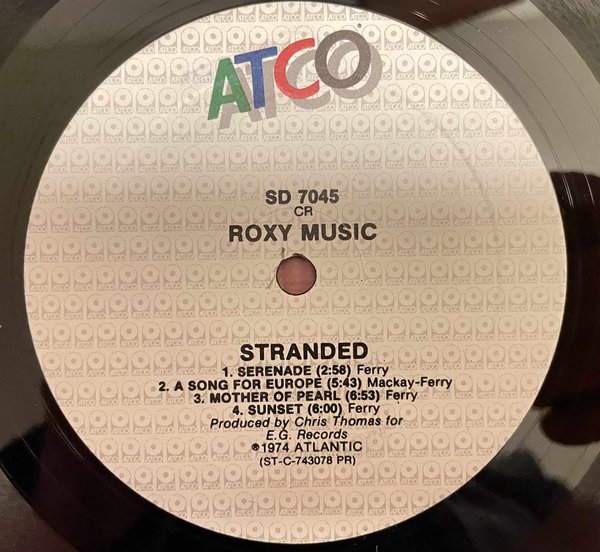 ATCO
SD 7045
CR
ROXY MUSIC
STRANDED
1. SERENADE (2:58) Ferry
2. A SONG FOR EUROPE (5:43) Mackay-Ferry
3. MOTHER OF PEARL (6:53) Ferry
4. SUNSET (6:00) Ferry
Produced by Chris Thomas for
E.G. Records
℗1974 ATLANTIC
(ST-C-743078 PR)